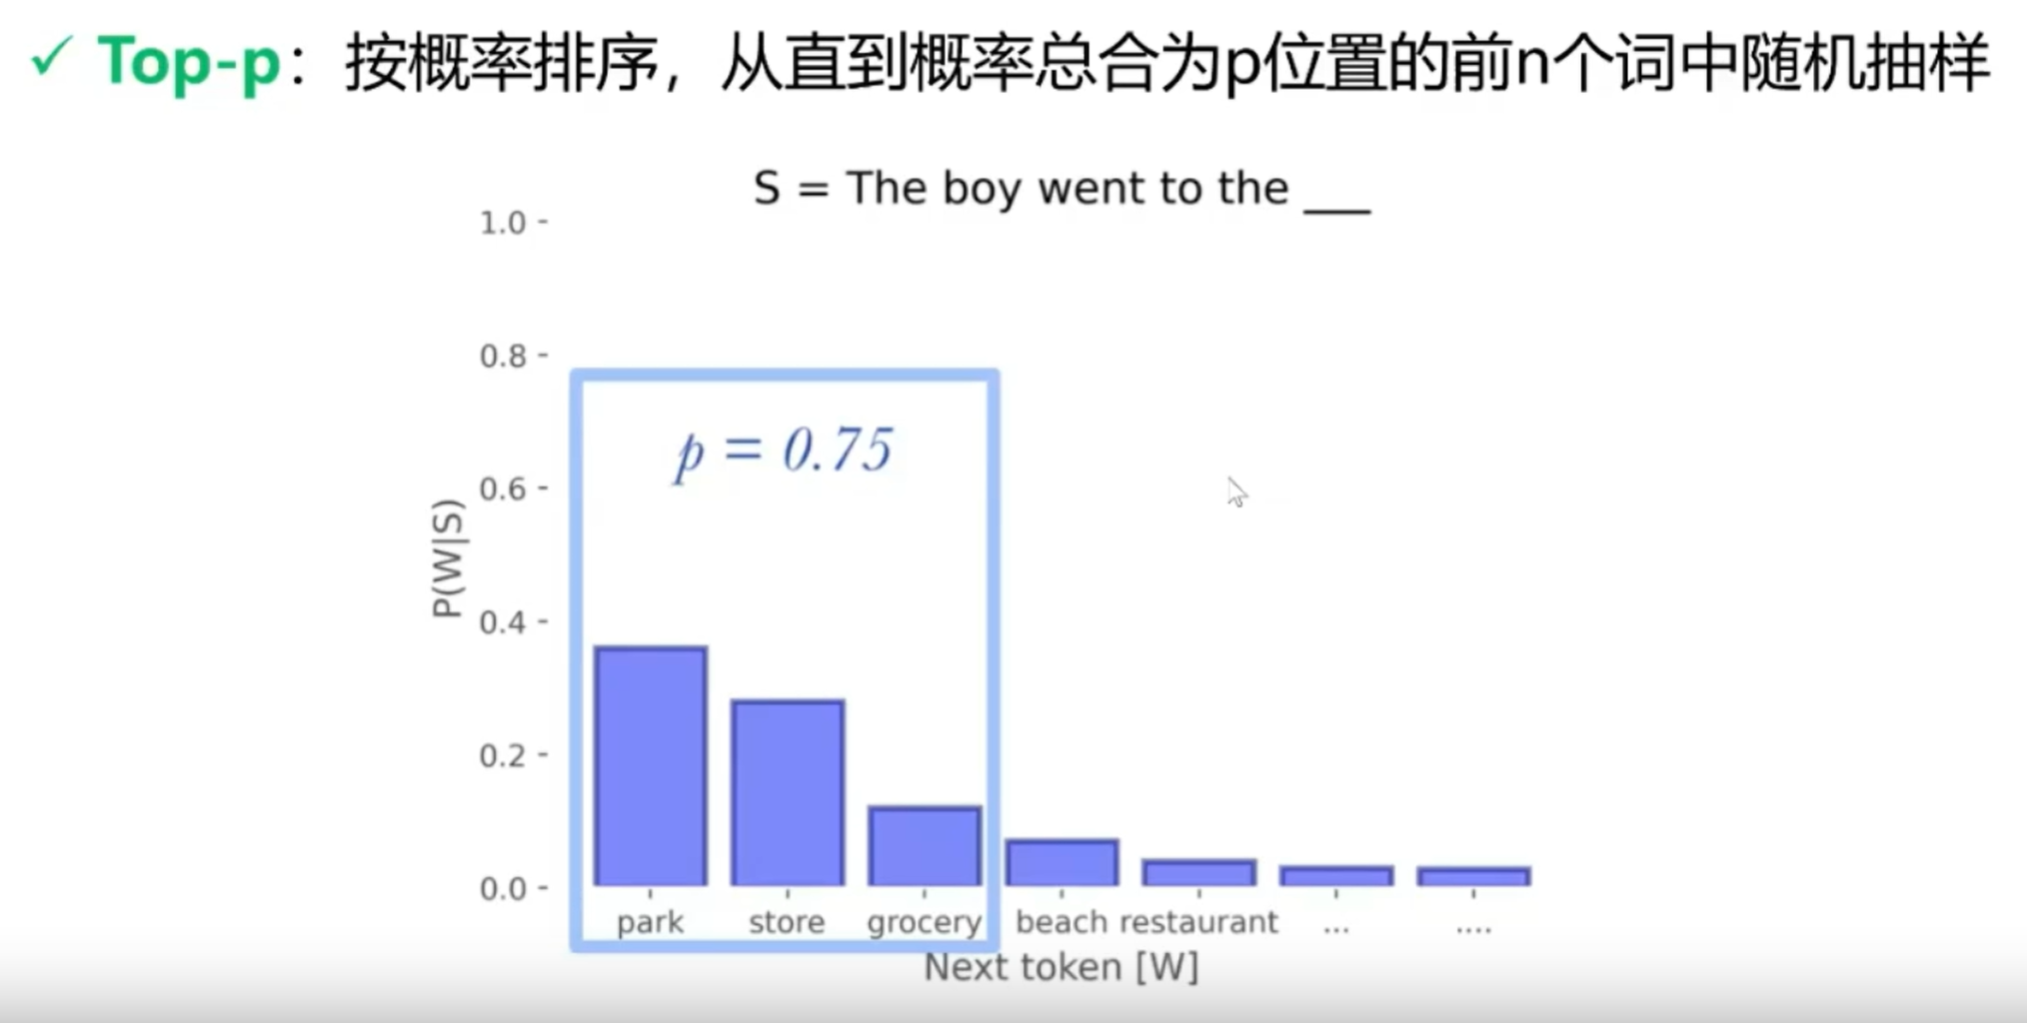 ✓ Top-p：按概率排序，从直到概率总合为p位置的前n个词中随机抽样
S = The boy went to the ___
1.0
0.8
p = 0.75
0.6
P(W|S)
0.4
0.2
0.0
park store grocery beach restaurant ... ....
Next token [W]